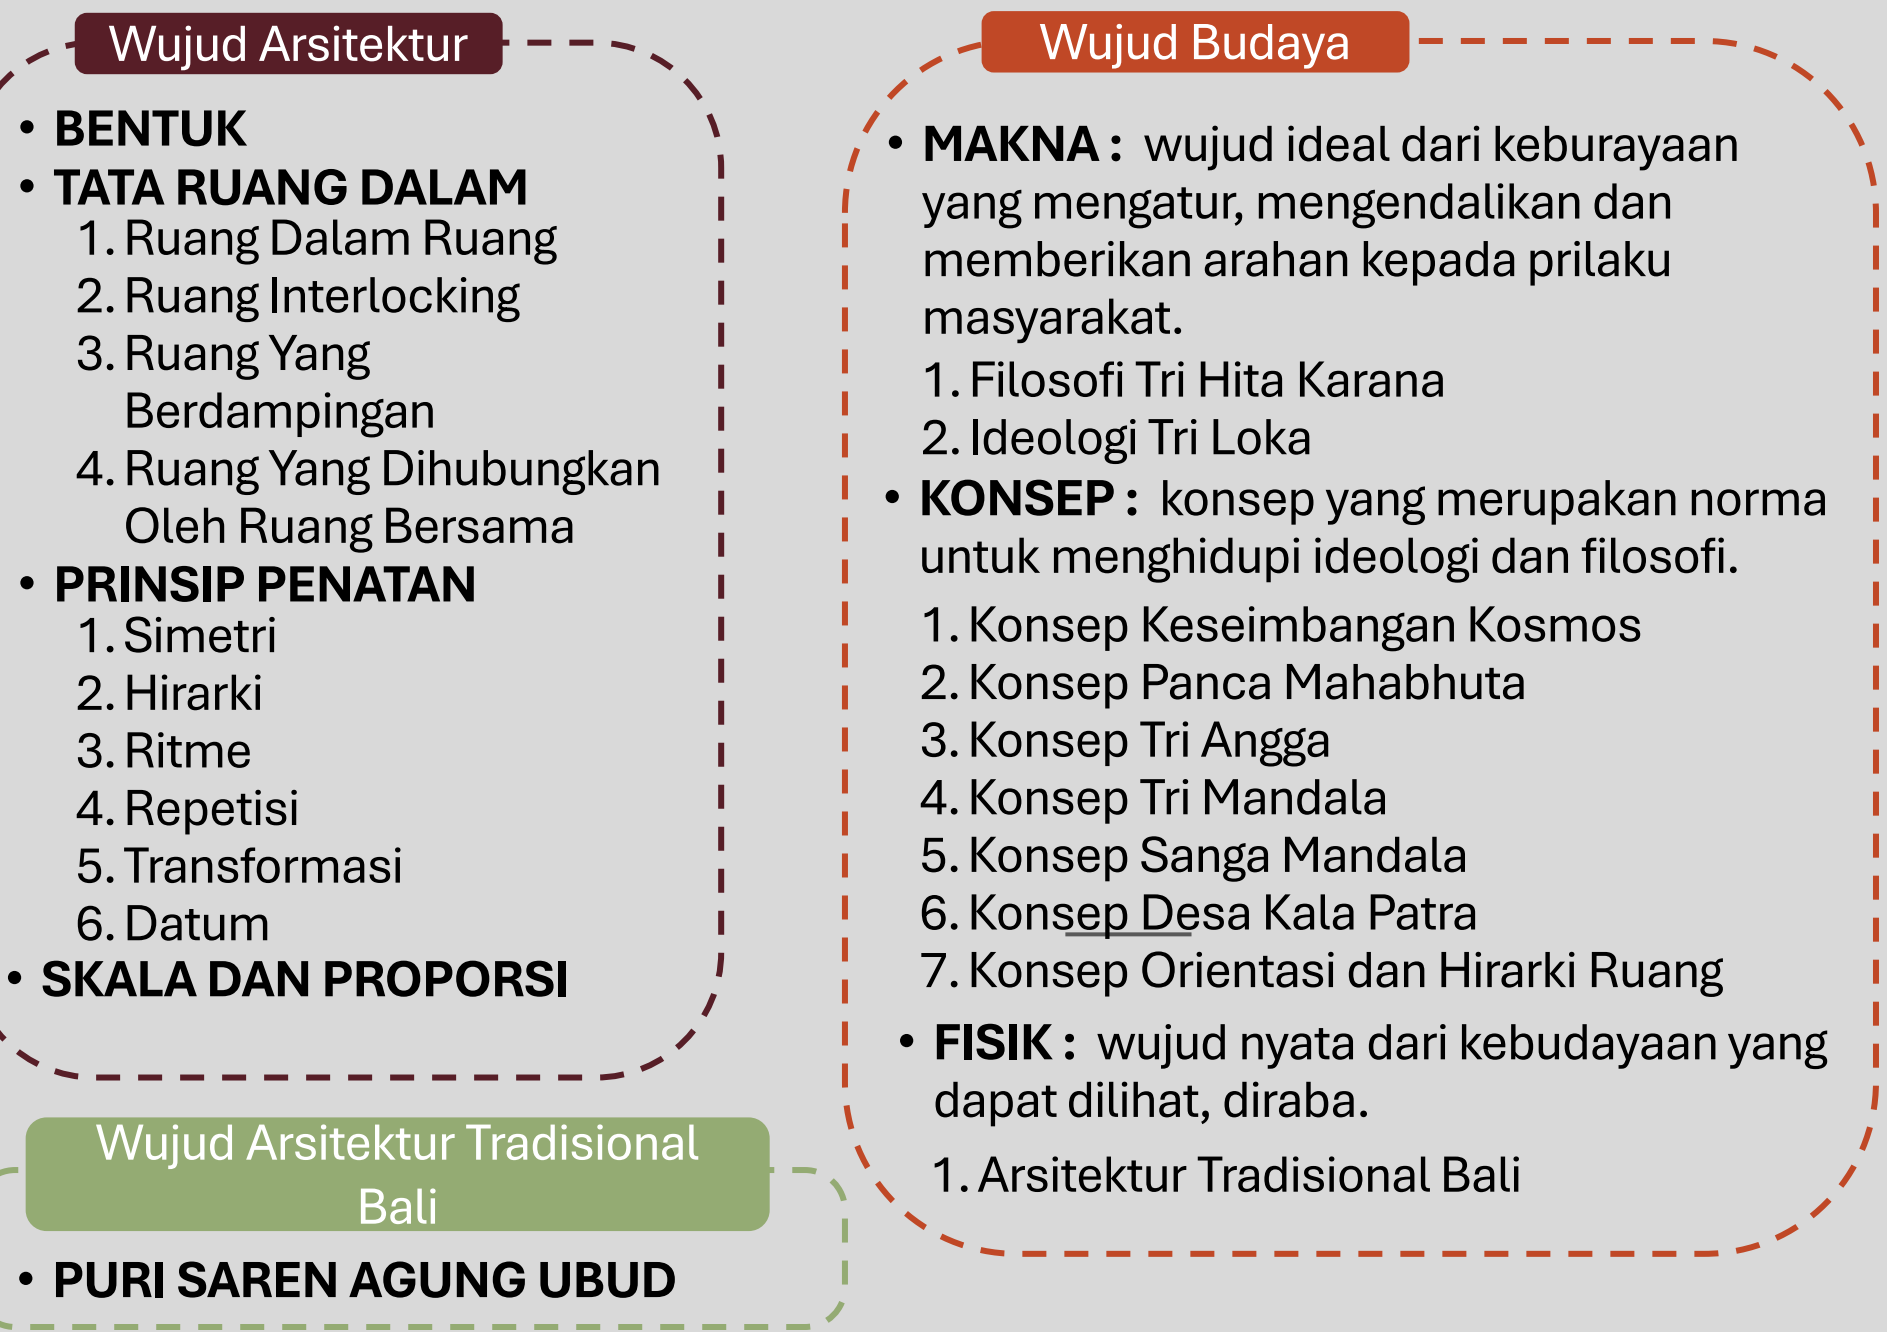 Wujud Arsitektur
• BENTUK
• TATA RUANG DALAM
1. Ruang Dalam Ruang
2. Ruang Interlocking
3. Ruang Yang
Berdampingan
4. Ruang Yang Dihubungkan
Oleh Ruang Bersama
• PRINSIP PENATAN
1. Simetri
2. Hirarki
3. Ritme
4. Repetisi
5. Transformasi
6. Datum
• SKALA DAN PROPORSI
Wujud Arsitektur Tradisional
Bali
• PURI SAREN AGUNG UBUD
Wujud Budaya
• MAKNA : wujud ideal dari keburayaan
yang mengatur, mengendalikan dan
memberikan arahan kepada prilaku
masyarakat.
1. Filosofi Tri Hita Karana
2. Ideologi Tri Loka
• KONSEP : konsep yang merupakan norma
untuk menghidupi ideologi dan filosofi.
1. Konsep Keseimbangan Kosmos
2. Konsep Panca Mahabhuta
3. Konsep Tri Angga
4. Konsep Tri Mandala
5. Konsep Sanga Mandala
6. Konsep Desa Kala Patra
7. Konsep Orientasi dan Hirarki Ruang
• FISIK : wujud nyata dari kebudayaan yang
dapat dilihat, diraba.
1. Arsitektur Tradisional Bali